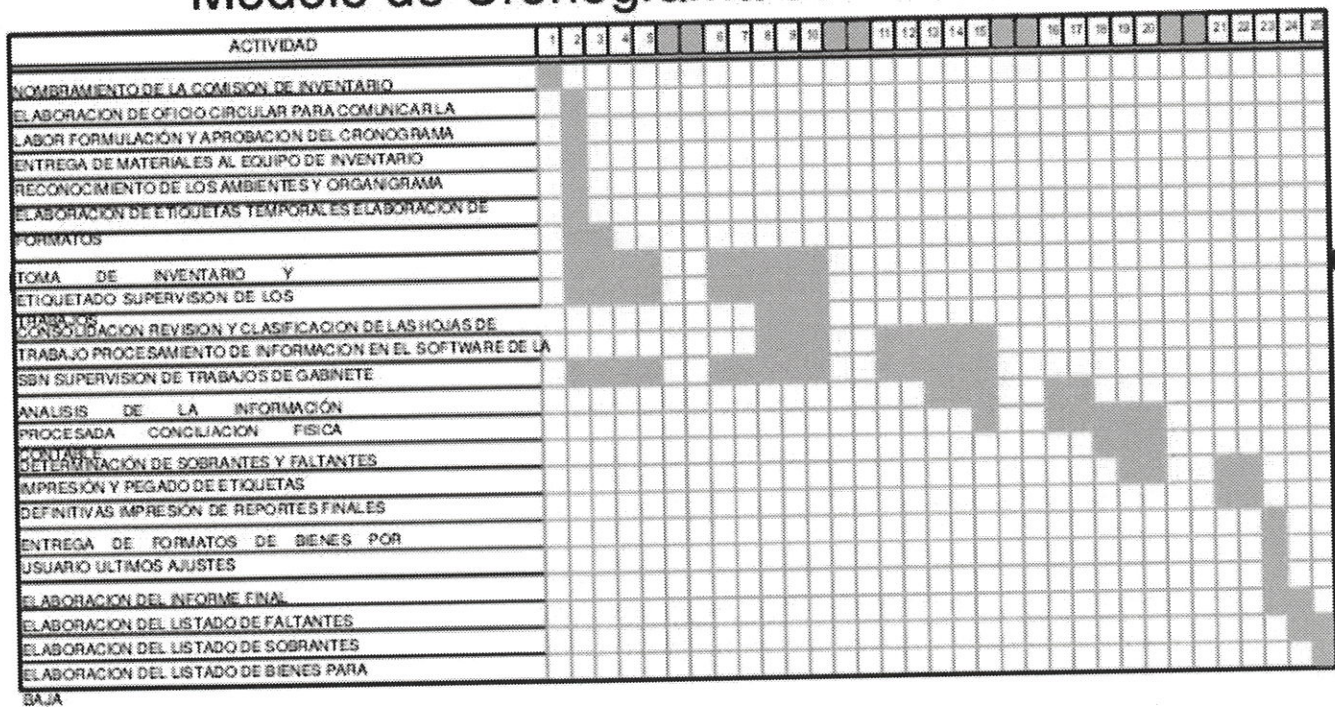 Modelo de Cronograma
ACTIVIDAD 1 2 3 4 5 6 7 8 9 10 11 12 13 14 15 16 17 18 19 20 21 22 23 24 25
NOMBRAMIENTO DE LA COMISION DE INVENTARIO
ELABORACION DE OFICIO CIRCULAR PARA COMUNICAR LA
LABOR FORMULACIÓN Y APROBACION DEL CRONOGRAMA
ENTREGA DE MATERIALES AL EQUIPO DE INVENTARIO
RECONOCIMIENTO DE LOS AMBIENTES Y ORGANIGRAMA
ELABORACION DE ETIQUETAS TEMPORALES ELABORACION DE
FORMATOS
TOMA DE INVENTARIO Y
ETIQUETADO SUPERVISION DE LOS
TRABAJOS
CONSOLIDACION REVISION Y CLASIFICACION DE LAS HOJAS DE
TRABAJO PROCESAMIENTO DE INFORMACION EN EL SOFTWARE DE LA
SBN SUPERVISION DE TRABAJOS DE GABINETE
ANALISIS DE LA INFORMACIÓN
PROCESADA CONCILIACION FISICA
CONTABLE
DETERMINACIÓN DE SOBRANTES Y FALTANTES
IMPRESIÓN Y PEGADO DE ETIQUETAS
DEFINITIVAS IMPRESIÓN DE REPORTES FINALES
ENTREGA DE FORMATOS DE BIENES POR
USUARIO ULTIMOS AJUSTES
ELABORACION DEL INFORME FINAL
ELABORACION DEL LISTADO DE FALTANTES
ELABORACION DEL LISTADO DE SOBRANTES
ELABORACION DEL LISTADO DE BIENES PARA
BAJA